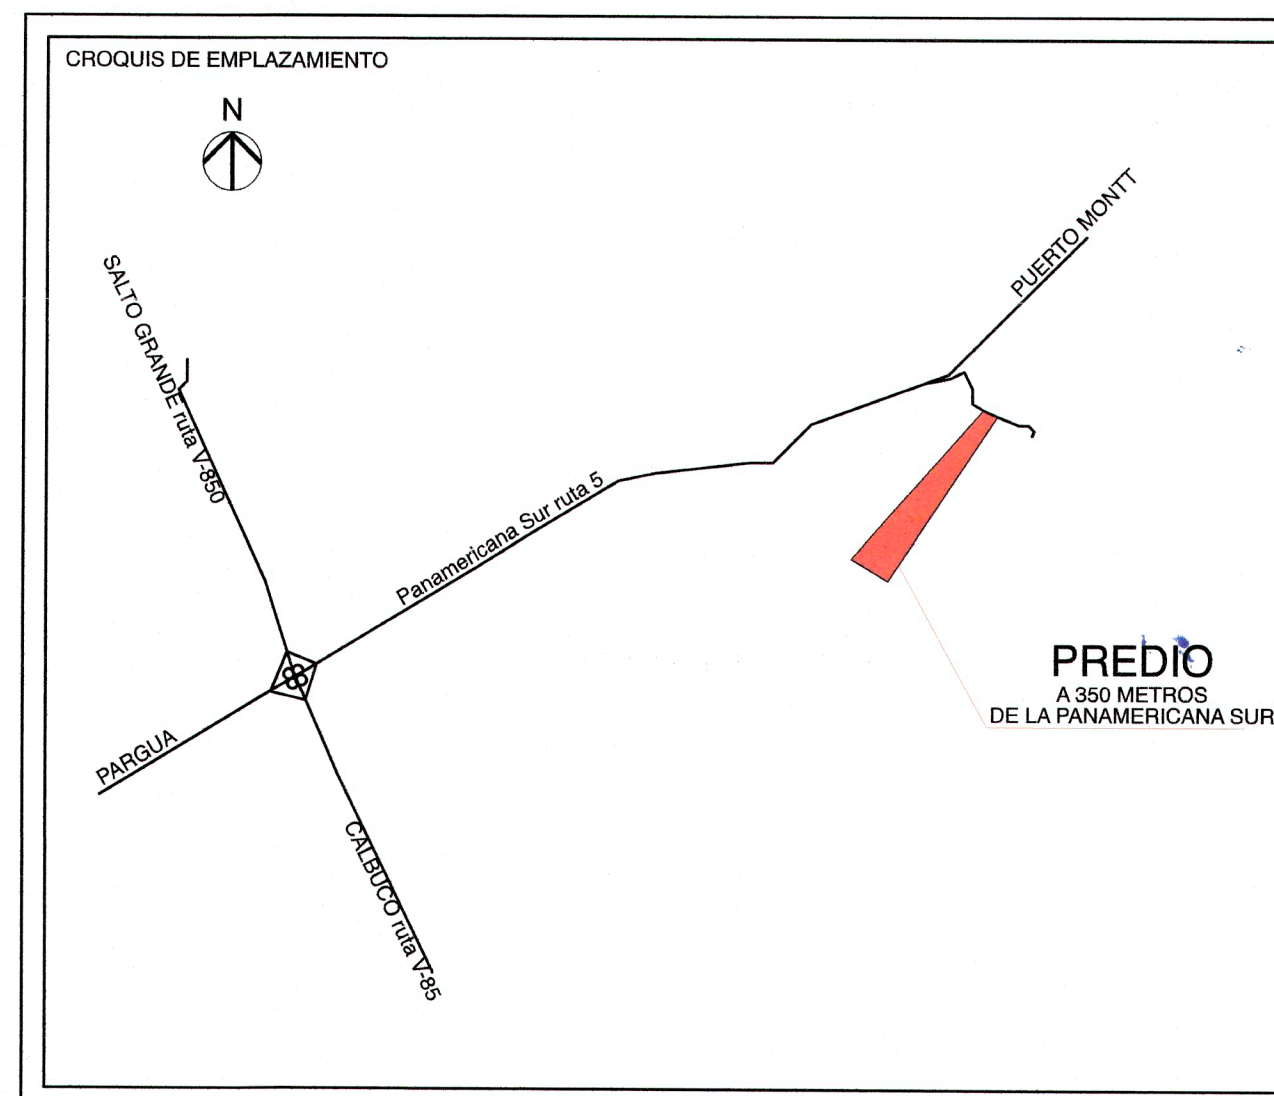 CROQUIS DE EMPLAZAMIENTO
N
PUERTO MONTT
SALTO GRANDE ruta V-850
Panamericana Sur ruta 5
PREDIO
A 350 METROS
DE LA PANAMERICANA SUR
PARGUA
CALBUCO ruta V-85